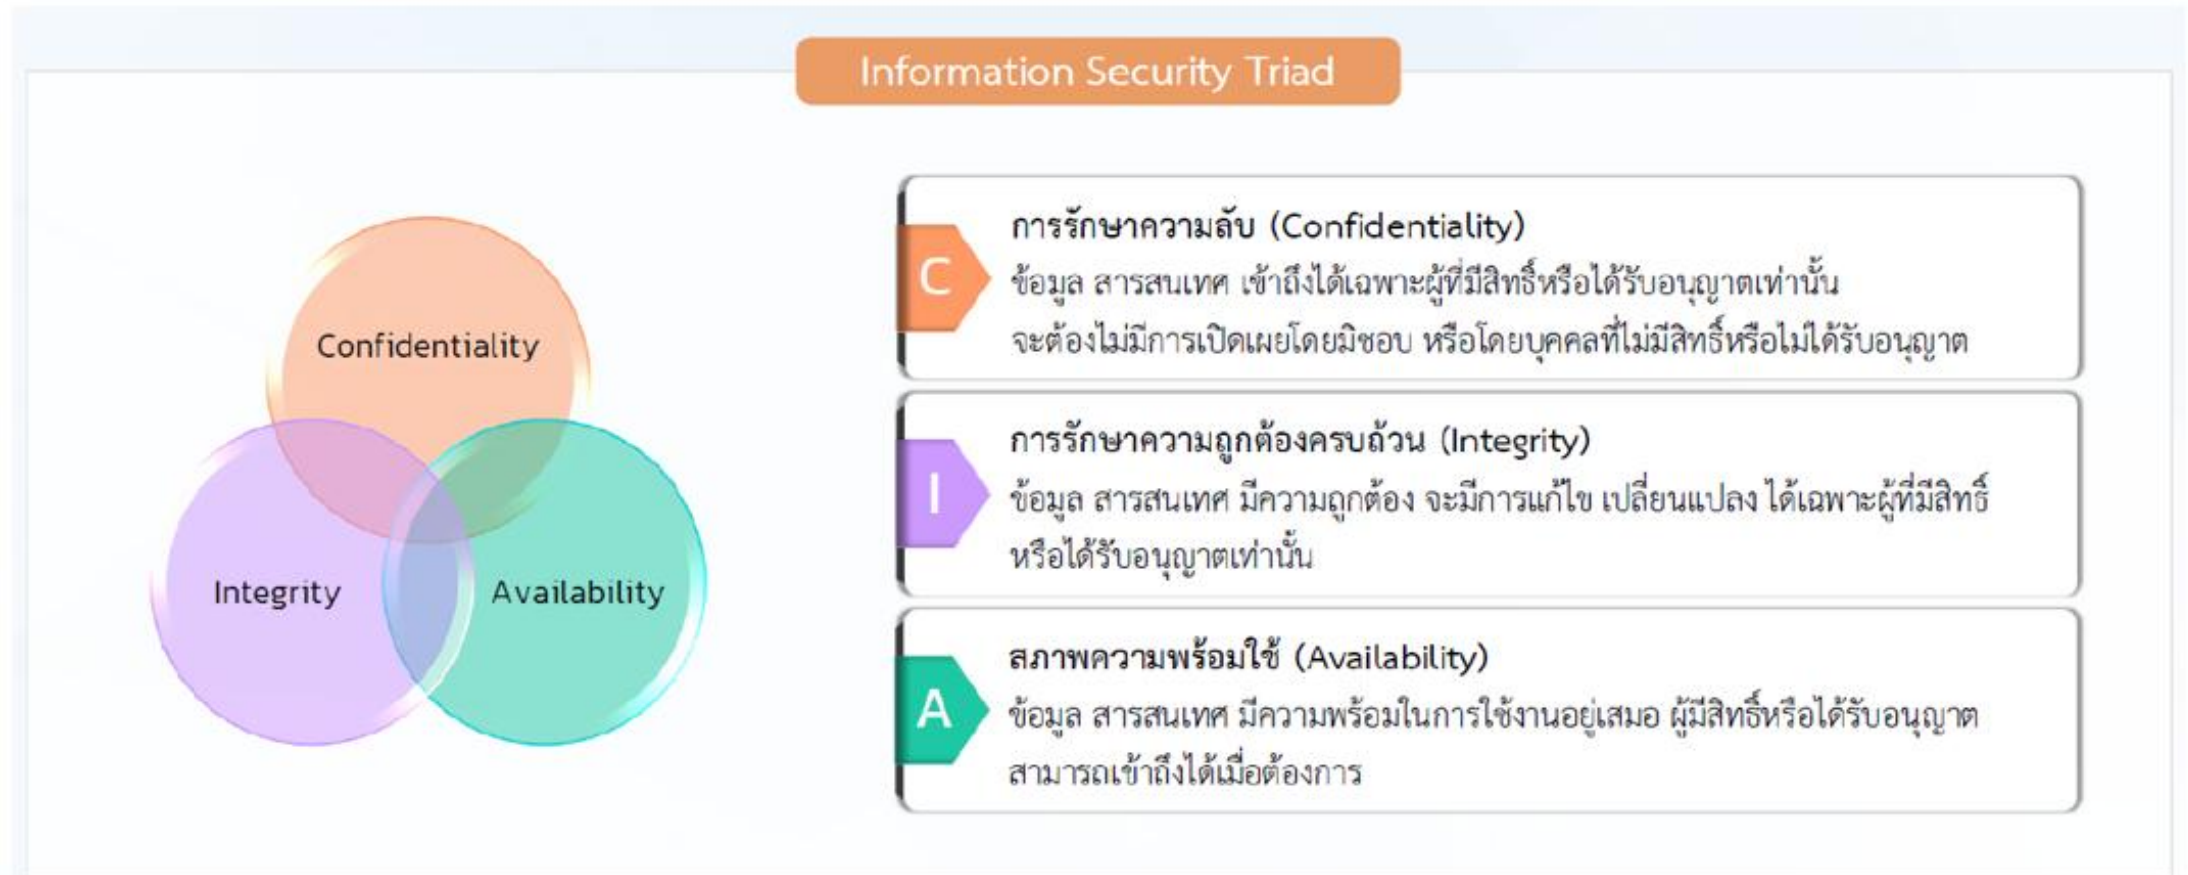 Information Security Triad
Confidentiality
Integrity
Availability
C
การรักษาความลับ (Confidentiality)
ข้อมูล สารสนเทศ เข้าถึงได้เฉพาะผู้ที่มีสิทธิ์หรือได้รับอนุญาตเท่านั้น
จะต้องไม่มีการเปิดเผยโดยมิชอบ หรือโดยบุคคลที่ไม่มีสิทธิ์หรือไม่ได้รับอนุญาต
I
การรักษาความถูกต้องครบถ้วน (Integrity)
ข้อมูล สารสนเทศ มีความถูกต้อง จะมีการแก้ไข เปลี่ยนแปลง ได้เฉพาะผู้ที่มีสิทธิ์
หรือได้รับอนุญาตเท่านั้น
A
สภาพความพร้อมใช้ (Availability)
ข้อมูล สารสนเทศ มีความพร้อมในการใช้งานอยู่เสมอ ผู้มีสิทธิ์หรือได้รับอนุญาต
สามารถเข้าถึงได้เมื่อต้องการ